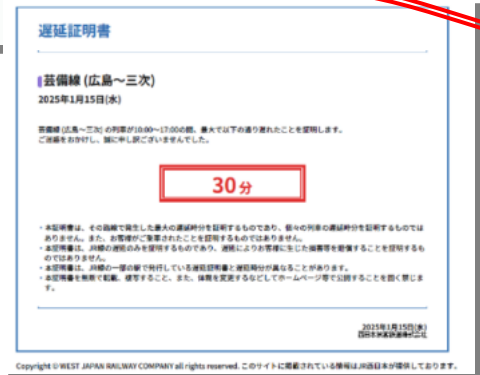 遅延証明書
芸備線 (広島～三次)
2025年1月15日(水)
芸備線 (広島～三次) の列車が10:00～17:00の間、最大で以下の通り遅れたことを証明します。
ご迷惑をおかけし、誠に申し訳ございませんでした。
30分
・本証明書は、その路線で発生した最大の遅延時分を証明するものであり、個々の列車の遅延時分を証明するものでは
ありません。また、お客様がご乗車されたことを証明するものではありません。
・本証明書は、JR線の遅延のみを証明するものであり、遅延によりお客様に生じた損害等を賠償することを証明するも
のではありません。
・本証明書は、JR線の一部の駅で発行している遅延証明書と遅延時分が異なることがあります。
・本証明書を無断で転載、複写すること、また、体裁を変更するなどしてホームページ等で公開することを固く禁じま
す。
2025年1月15日(水)
西日本旅客鉄道株式会社
Copyright © WEST JAPAN RAILWAY COMPANY all rights reserved. このサイトに掲載されている情報はJR西日本が提供しております。